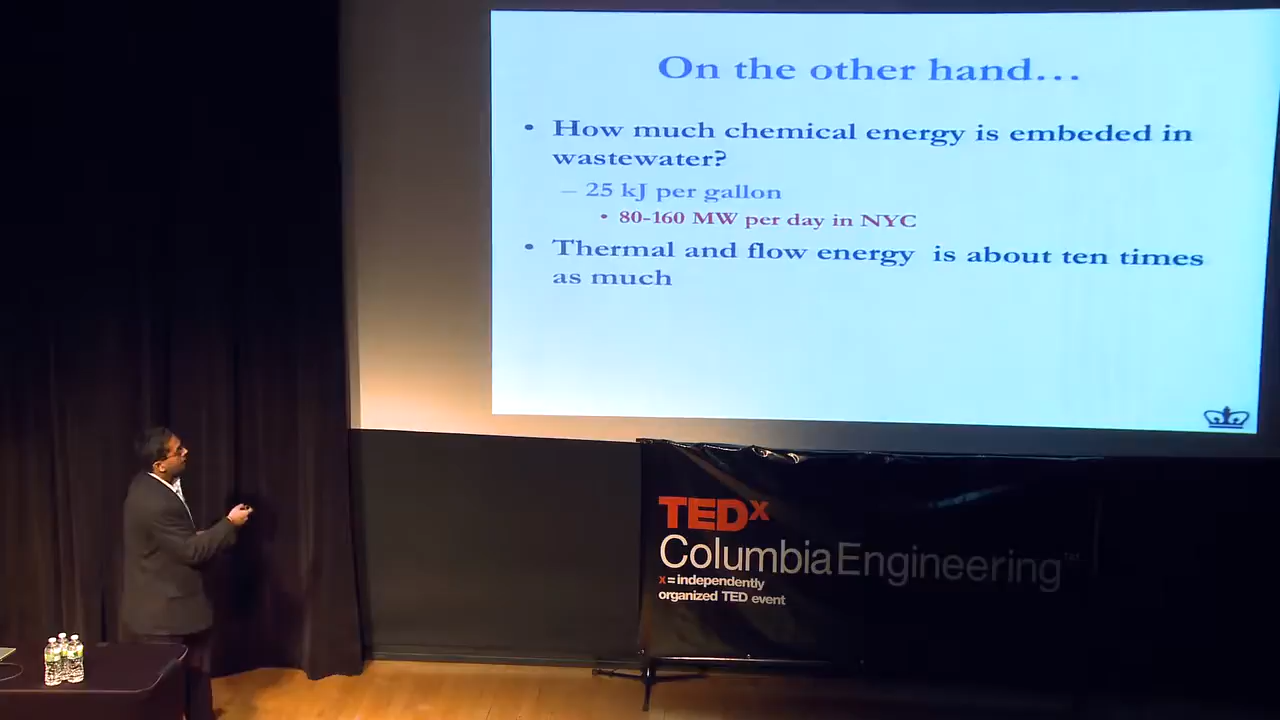 On the other hand…
• How much chemical energy is embeded in
wastewater?
– 25 kJ per gallon
• 80-160 MW per day in NYC
• Thermal and flow energy is about ten times
as much
TEDx
ColumbiaEngineering™
x = independently
organized TED event